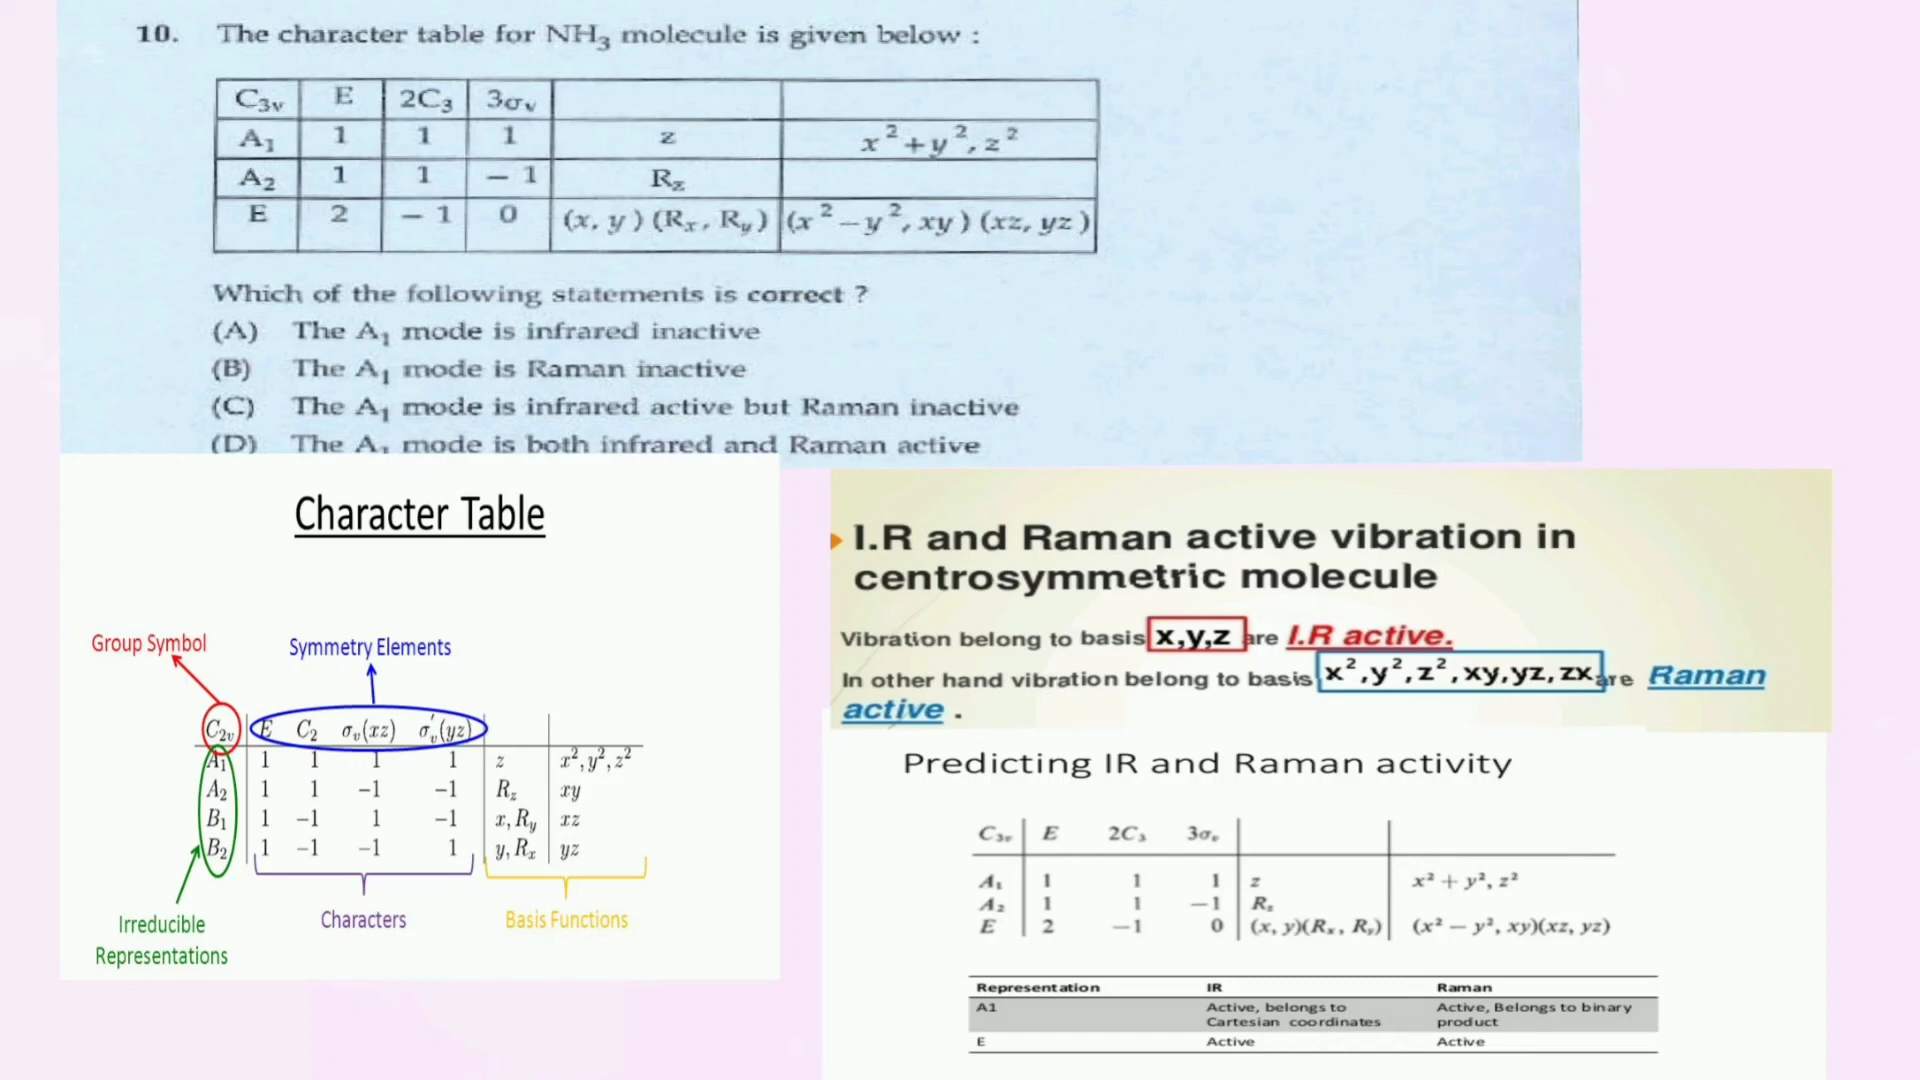 10. The character table for NH₃ molecule is given below :
C₃ᵥ E 2C₃ 3σᵥ
A₁ 1 1 1 z x² + y², z²
A₂ 1 1 − 1 R_z
E 2 − 1 0 (x, y) (Rₓ, R_y) (x² − y², xy) (xz, yz)
Which of the following statements is correct ?
(A) The A₁ mode is infrared inactive
(B) The A₁ mode is Raman inactive
(C) The A₁ mode is infrared active but Raman inactive
(D) The A₁ mode is both infrared and Raman active
Character Table
Group Symbol
Symmetry Elements
C₂ᵥ E C₂ σᵥ(xz) σ′ᵥ(yz)
A₁ 1 1 1 1 z x², y², z²
A₂ 1 1 −1 −1 R_z xy
B₁ 1 −1 1 −1 x, R_y xz
B₂ 1 −1 −1 1 y, Rₓ yz
Irreducible
Representations
Characters
Basis Functions
I.R and Raman active vibration in
centrosymmetric molecule
Vibration belong to basis x,y,z are I.R active.
In other hand vibration belong to basis x²,y²,z²,xy,yz,zx are Raman
active .
Predicting IR and Raman activity
C₃ᵥ E 2C₃ 3σᵥ
A₁ 1 1 1 z x² + y², z²
A₂ 1 1 −1 R_z
E 2 −1 0 (x, y)(Rₓ, R_y) (x² − y², xy)(xz, yz)
Representation IR Raman
A1 Active, belongs to Active, Belongs to binary
Cartesian coordinates product
E Active Active